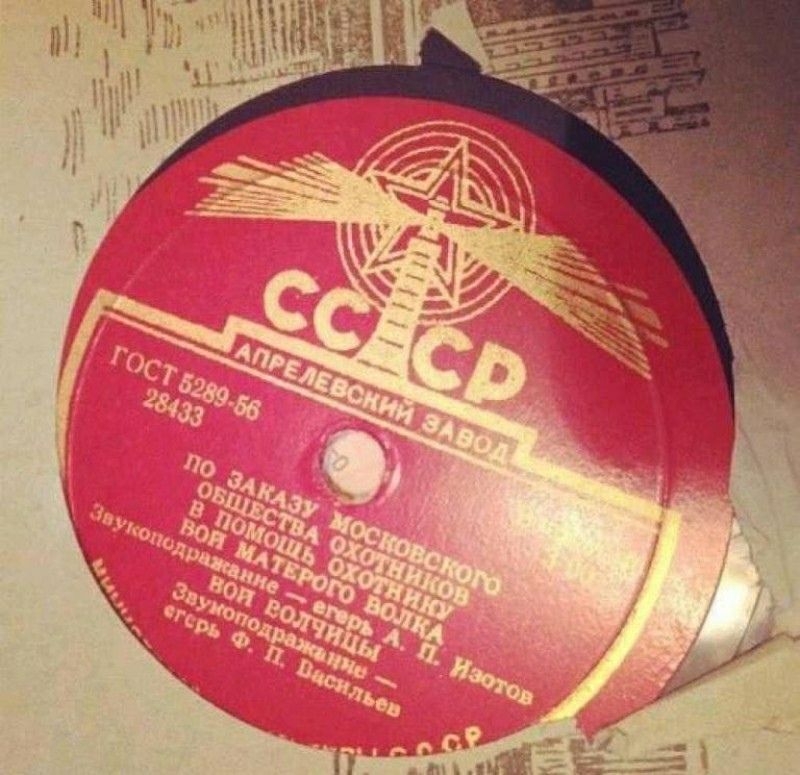 СССР
АПРЕЛЕВСКИЙ ЗАВОД
ГОСТ 5289-56
28433
ПО ЗАКАЗУ МОСКОВСКОГО
ОБЩЕСТВА ОХОТНИКОВ
В ПОМОЩЬ ОХОТНИКУ
ВОЙ МАТЕРОГО ВОЛКА
Звукоподражание — егерь А. П. Изотов
ВОЙ ВОЛЧИЦЫ
Звукоподражание —
егерь Ф. П. Васильев
СССР